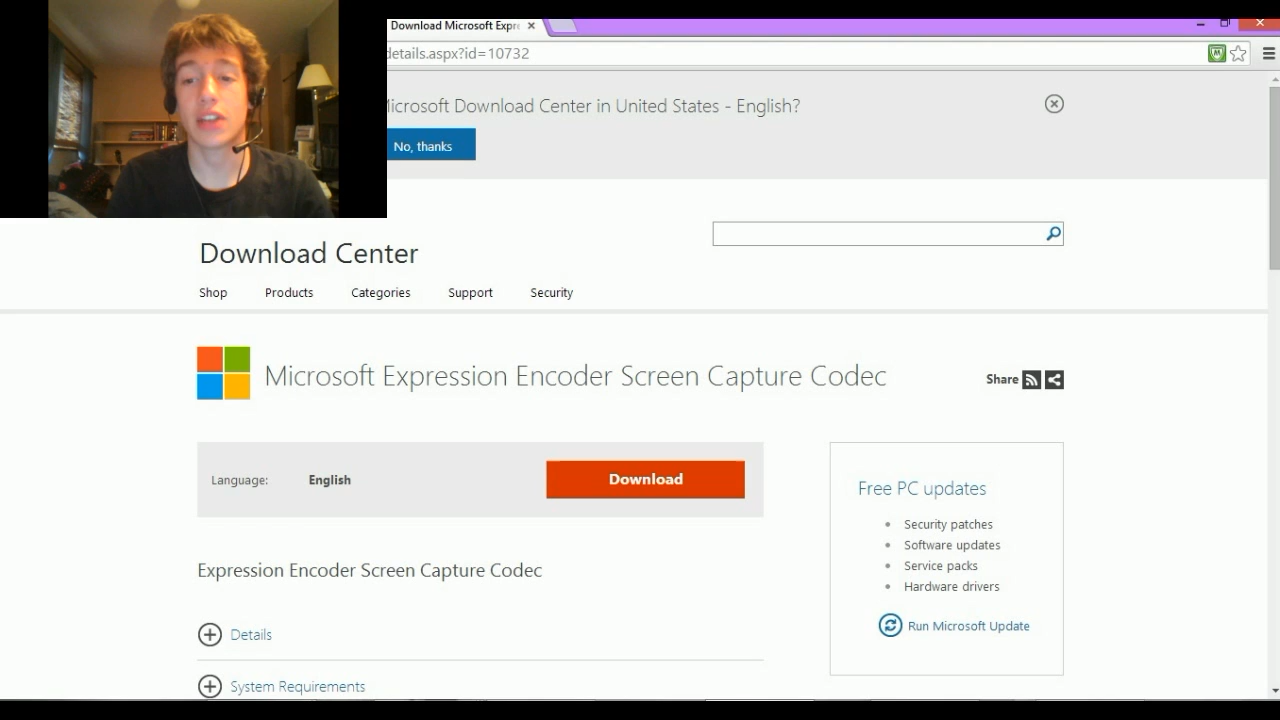 Download Microsoft Expre
details.aspx?id=10732
Microsoft Download Center in United States - English?
No, thanks
Download Center
Shop
Products
Categories
Support
Security
Microsoft Expression Encoder Screen Capture Codec
Share
Language:
English
Download
Free PC updates
Security patches
Software updates
Service packs
Hardware drivers
Run Microsoft Update
Expression Encoder Screen Capture Codec
Details
System Requirements